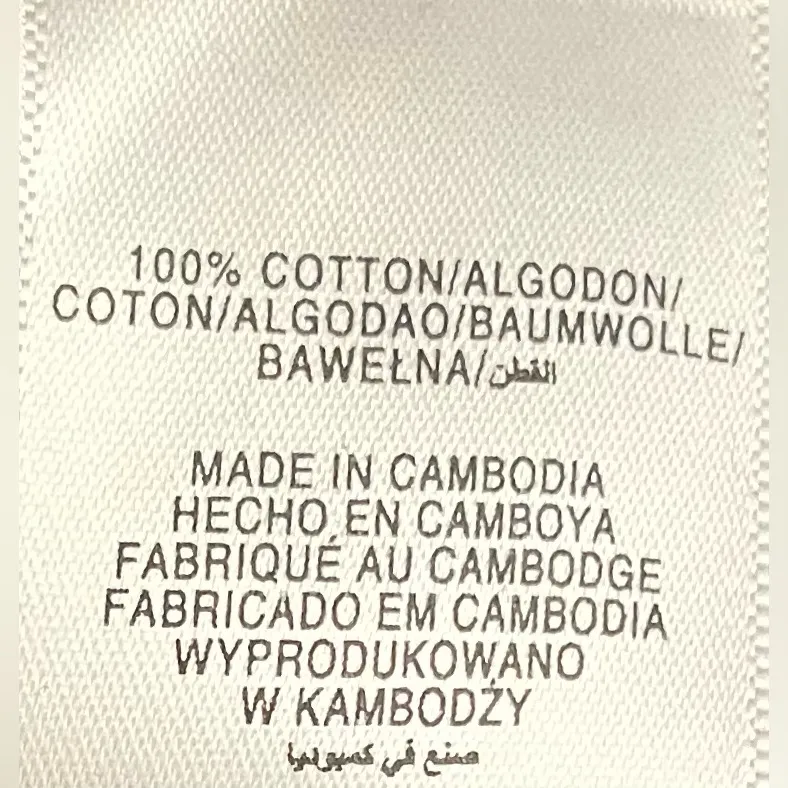 100% COTTON/ALGODON/
COTON/ALGODAO/BAUMWOLLE/
BAWEŁNA/القطن
MADE IN CAMBODIA
HECHO EN CAMBOYA
FABRIQUÉ AU CAMBODGE
FABRICADO EM CAMBODIA
WYPRODUKOWANO
W KAMBODŻY
صنع في كمبوديا